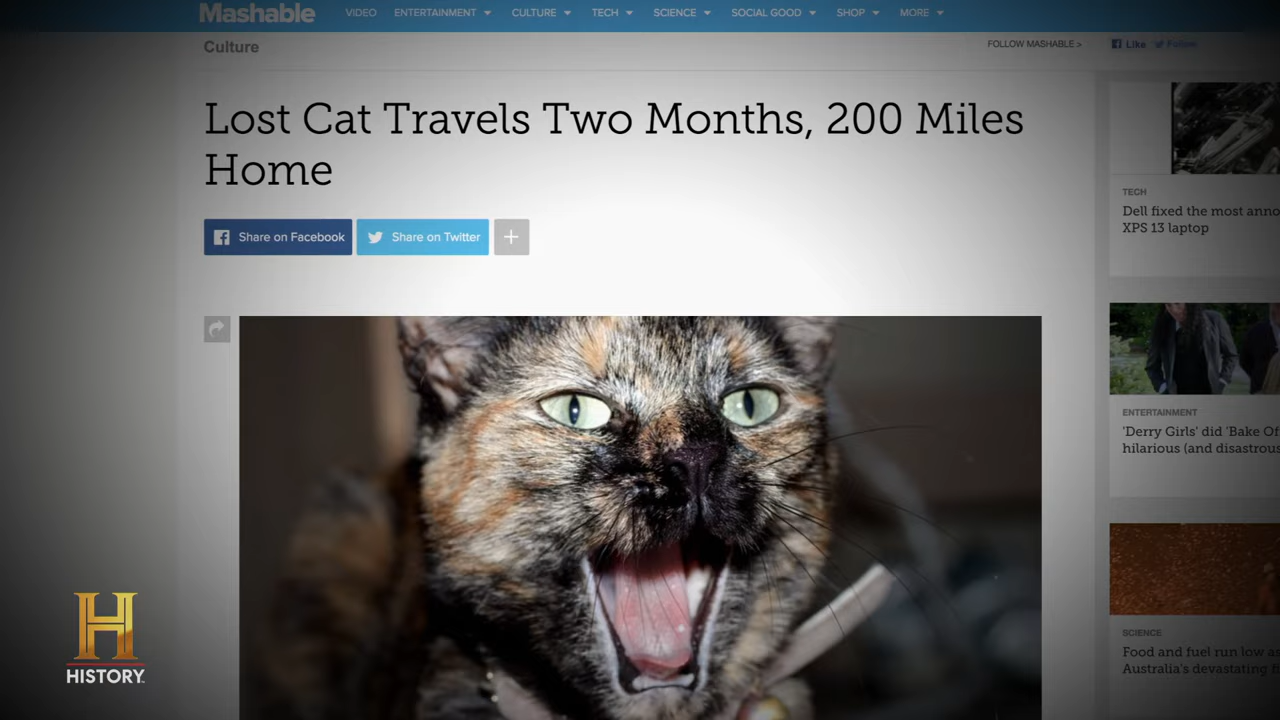 Mashable
VIDEO ENTERTAINMENT CULTURE TECH SCIENCE SOCIAL GOOD SHOP MORE
Culture
FOLLOW MASHABLE >
Like Follow
Lost Cat Travels Two Months, 200 Miles
Home
Share on Facebook Share on Twitter +
TECH
Dell fixed the most anno
XPS 13 laptop
ENTERTAINMENT
'Derry Girls' did 'Bake Of
hilarious (and disastrous
SCIENCE
Food and fuel run low as
Australia's devastating
H
HISTORY